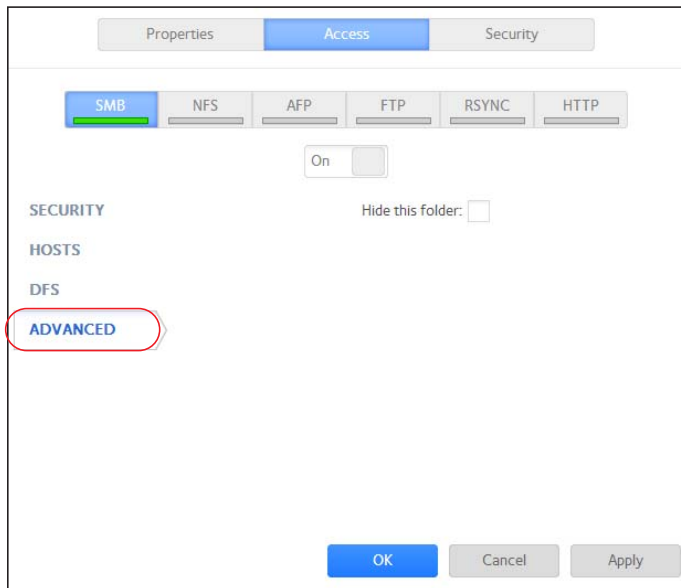 Properties Access Security
SMB NFS AFP FTP RSYNC HTTP
On
SECURITY Hide this folder:
HOSTS
DFS
ADVANCED
OK Cancel Apply